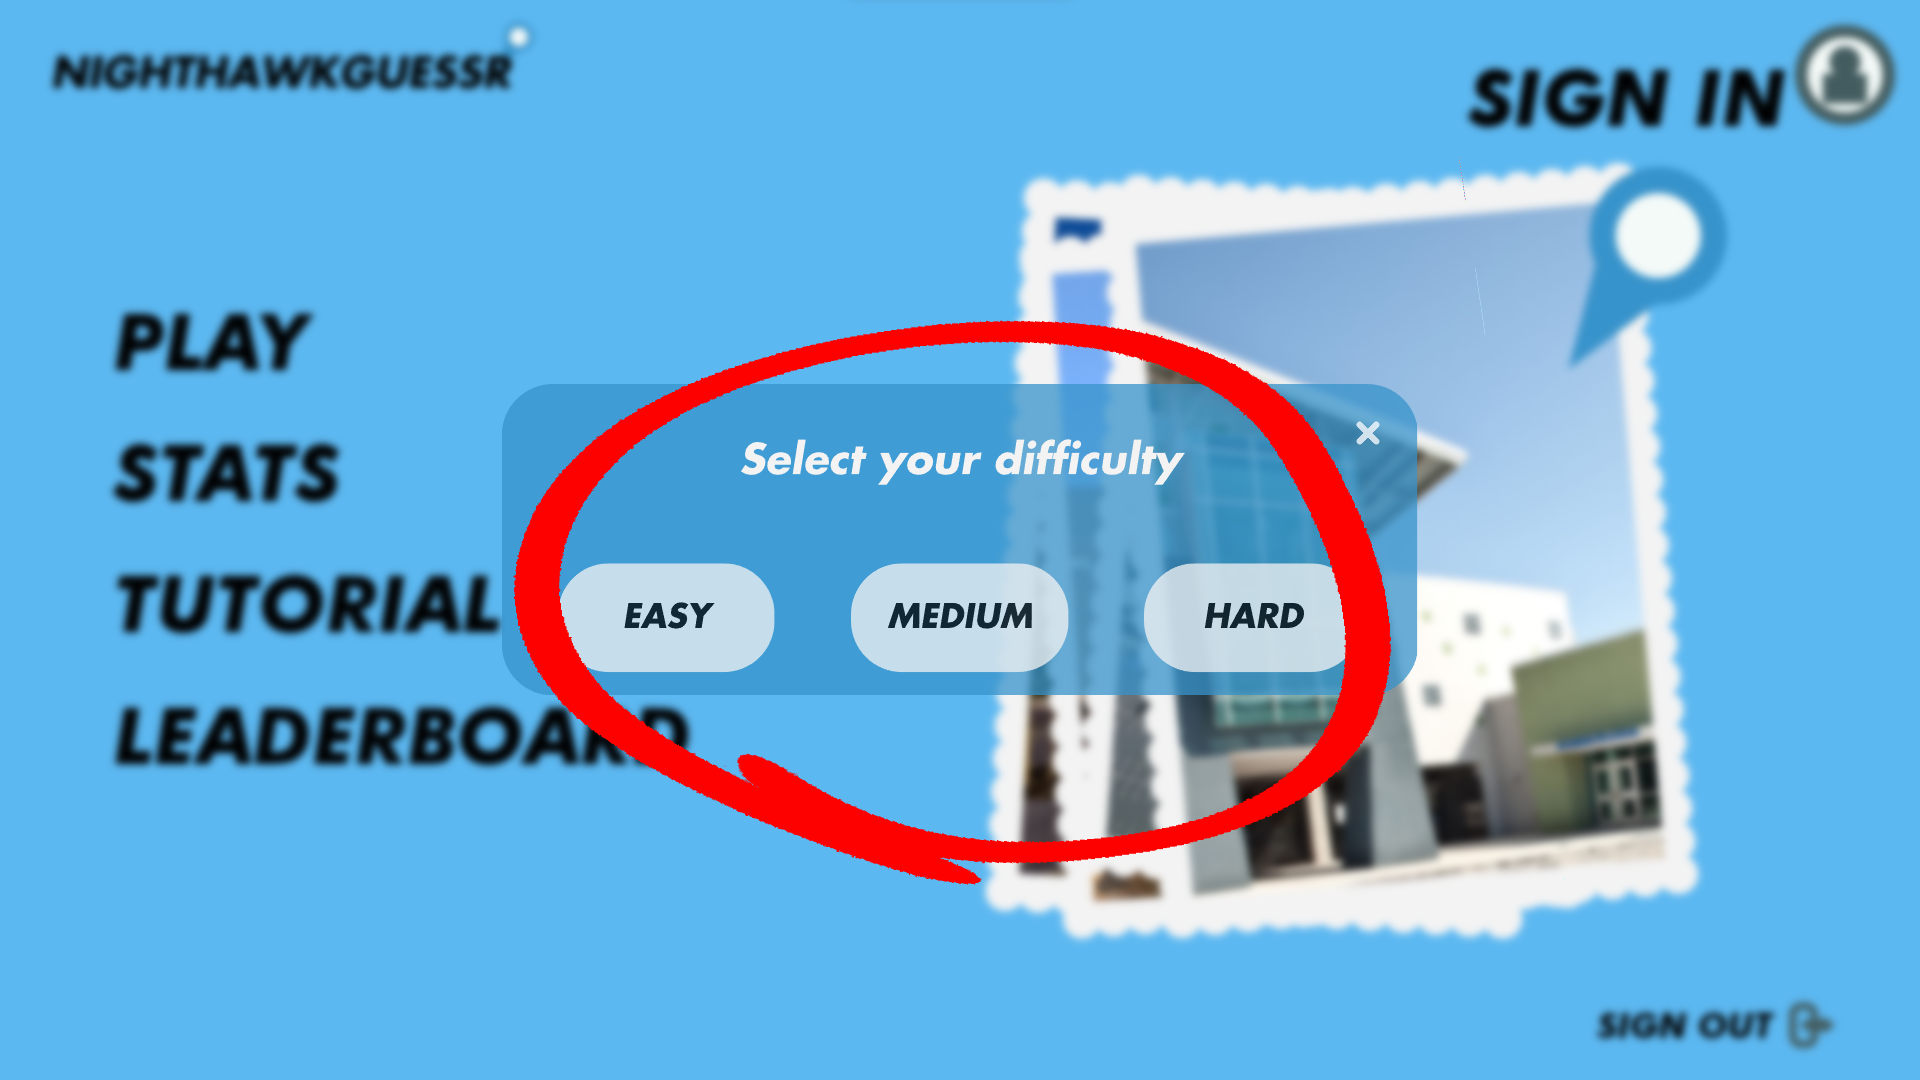 NIGHTHAWKGUESSR
SIGN IN
PLAY
STATS
TUTORIAL
LEADERBOARD
Select your difficulty
EASY
MEDIUM
HARD
SIGN OUT